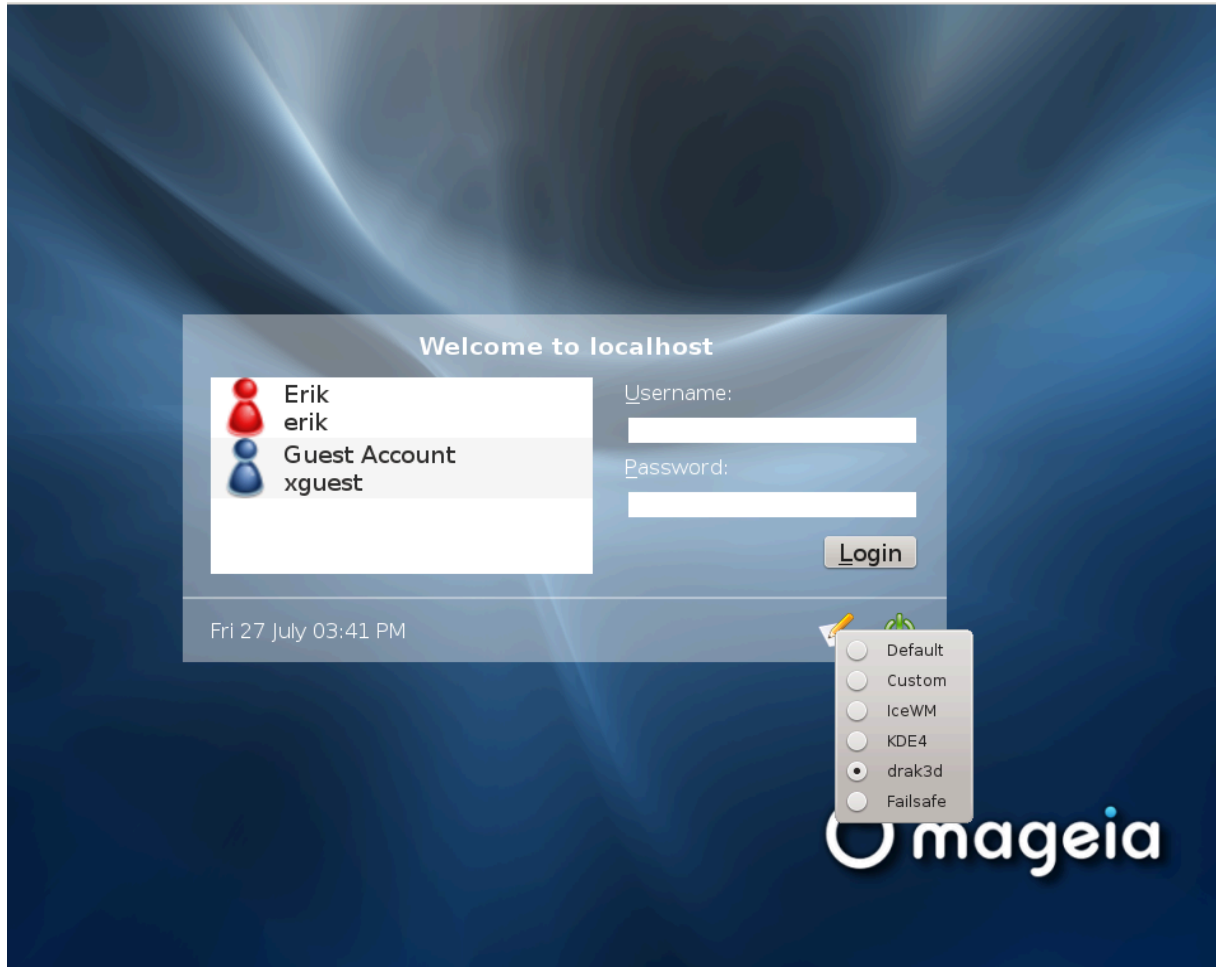 Welcome to localhost
Erik
erik
Guest Account
xguest
Username:
Password:
Login
Fri 27 July 03:41 PM
Default
Custom
IceWM
KDE4
drak3d
Failsafe
mageia